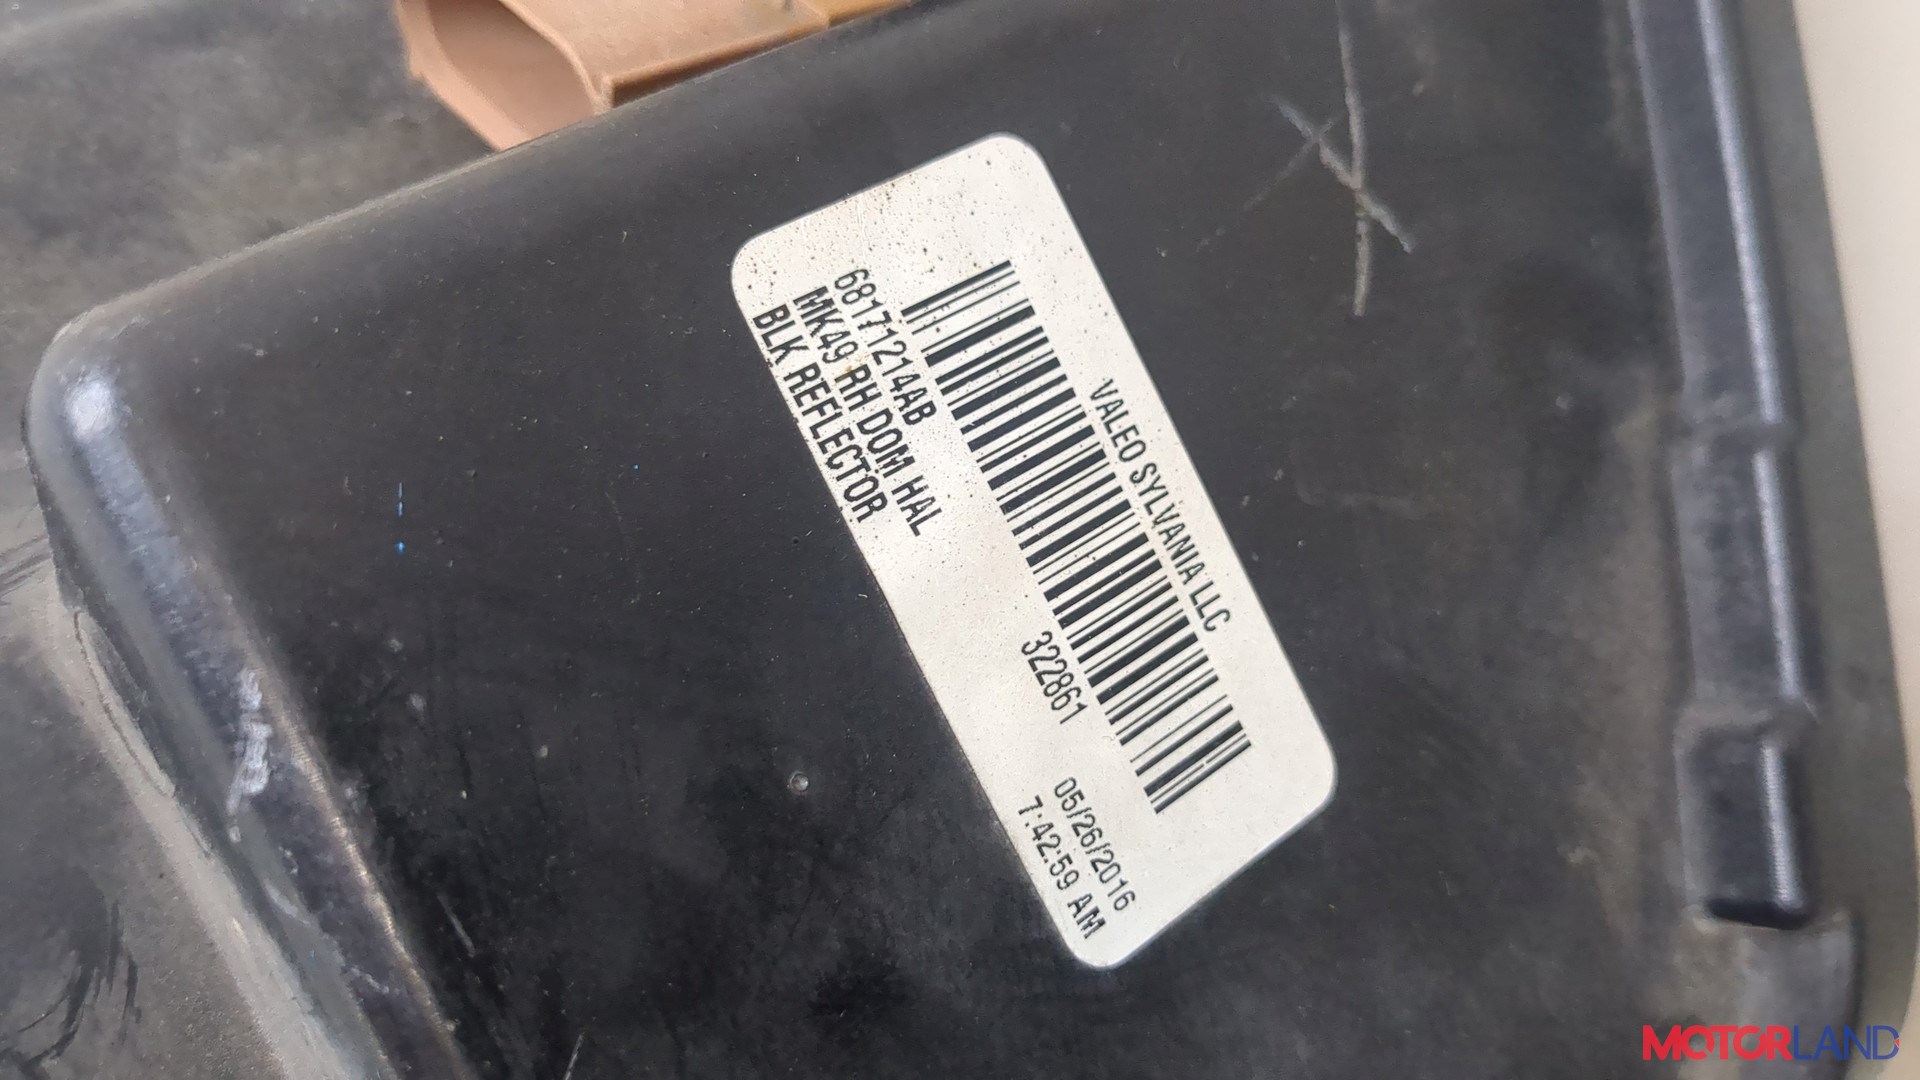 VALEO SYLVANIA LLC
68171214AB
MK49 RH DOM HAL
BLK REFLECTOR
322861
05/26/2016
7:42:59 AM
MOTORLAND